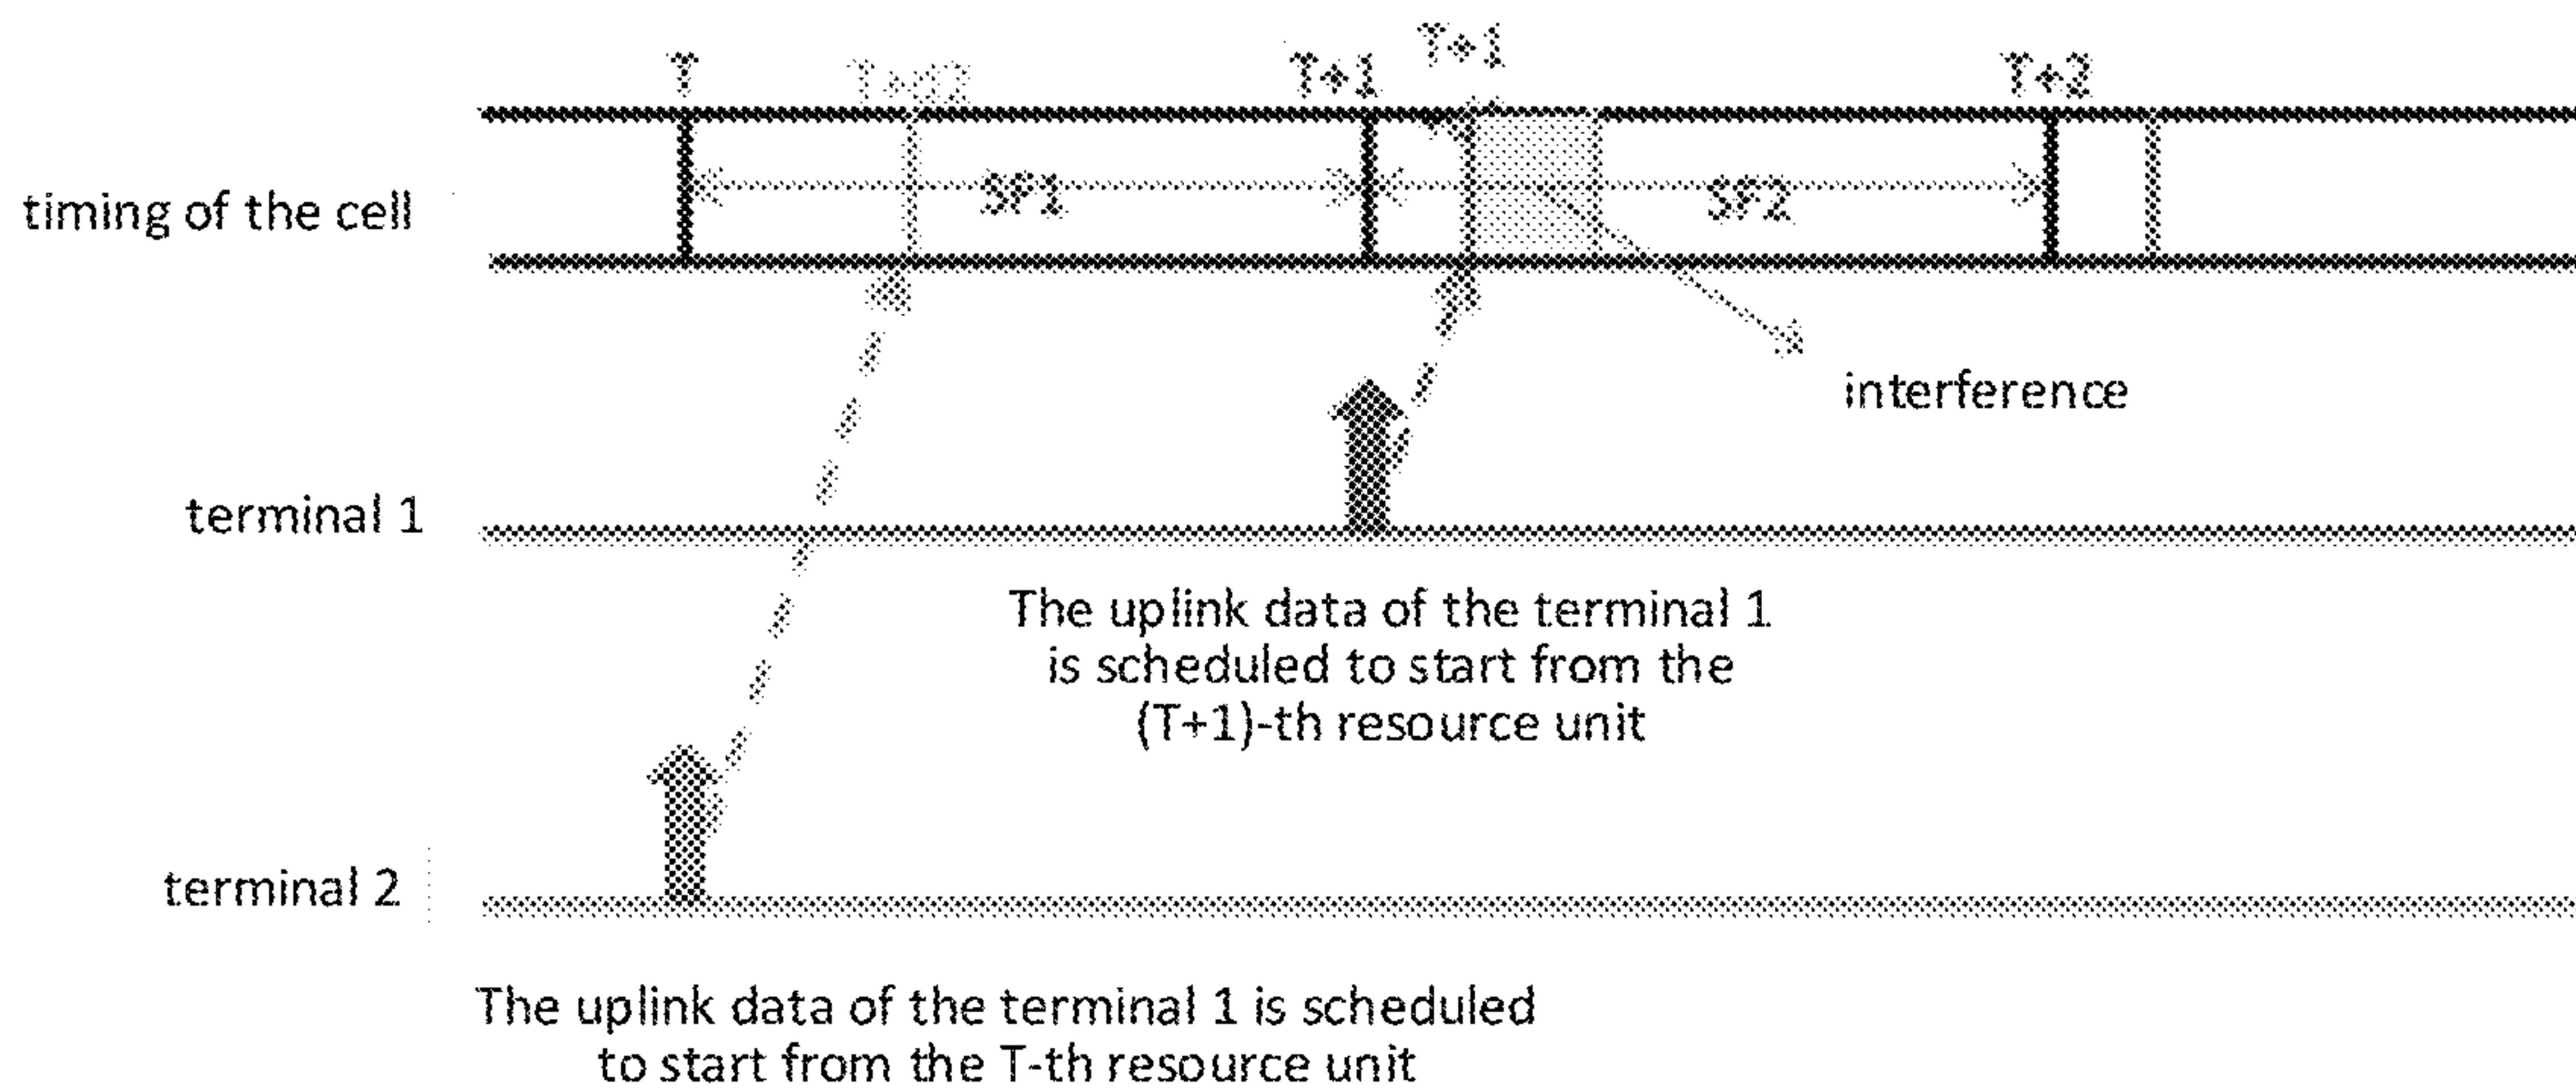 T
T+1
T+1
T+2
timing of the cell
SF1
SF2
interference
terminal 1
The uplink data of the terminal 1
is scheduled to start from the
(T+1)-th resource unit
terminal 2
The uplink data of the terminal 1 is scheduled
to start from the T-th resource unit